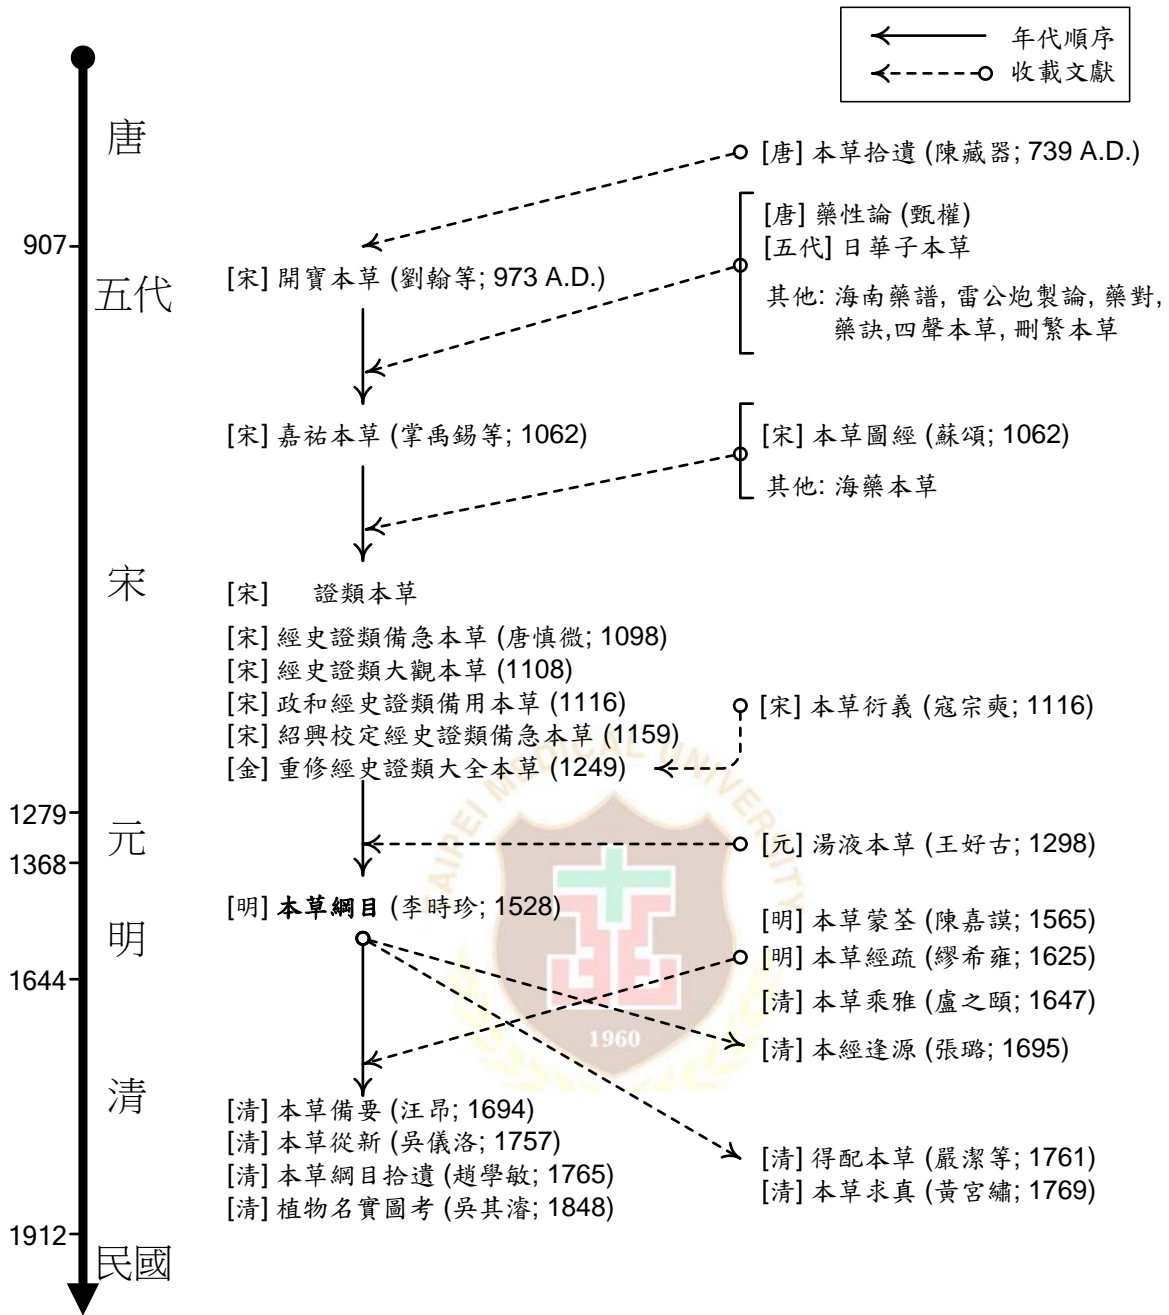 年代順序
收載文獻
唐
907
五代
宋
1279
元
1368
明
1644
清
1912
民國
[唐] 本草拾遺 (陳藏器; 739 A.D.)
[唐] 藥性論 (甄權)
[五代] 日華子本草
其他: 海南藥譜, 雷公炮製論, 藥對,
藥訣,四聲本草, 刪繁本草
[宋] 開寶本草 (劉翰等; 973 A.D.)
[宋] 嘉祐本草 (掌禹錫等; 1062)
[宋] 本草圖經 (蘇頌; 1062)
其他: 海藥本草
[宋] 證類本草
[宋] 經史證類備急本草 (唐慎微; 1098)
[宋] 經史證類大觀本草 (1108)
[宋] 政和經史證類備用本草 (1116)
[宋] 紹興校定經史證類備急本草 (1159)
[金] 重修經史證類大全本草 (1249)
[宋] 本草衍義 (寇宗奭; 1116)
[元] 湯液本草 (王好古; 1298)
[明] 本草綱目 (李時珍; 1528)
[明] 本草蒙荃 (陳嘉謨; 1565)
[明] 本草經疏 (繆希雍; 1625)
[清] 本草乘雅 (盧之頤; 1647)
[清] 本經逢源 (張璐; 1695)
[清] 本草備要 (汪昂; 1694)
[清] 本草從新 (吳儀洛; 1757)
[清] 本草綱目拾遺 (趙學敏; 1765)
[清] 植物名實圖考 (吳其濬; 1848)
[清] 得配本草 (嚴潔等; 1761)
[清] 本草求真 (黃宮繡; 1769)
TAIPEI MEDICAL UNIVERSITY
1960